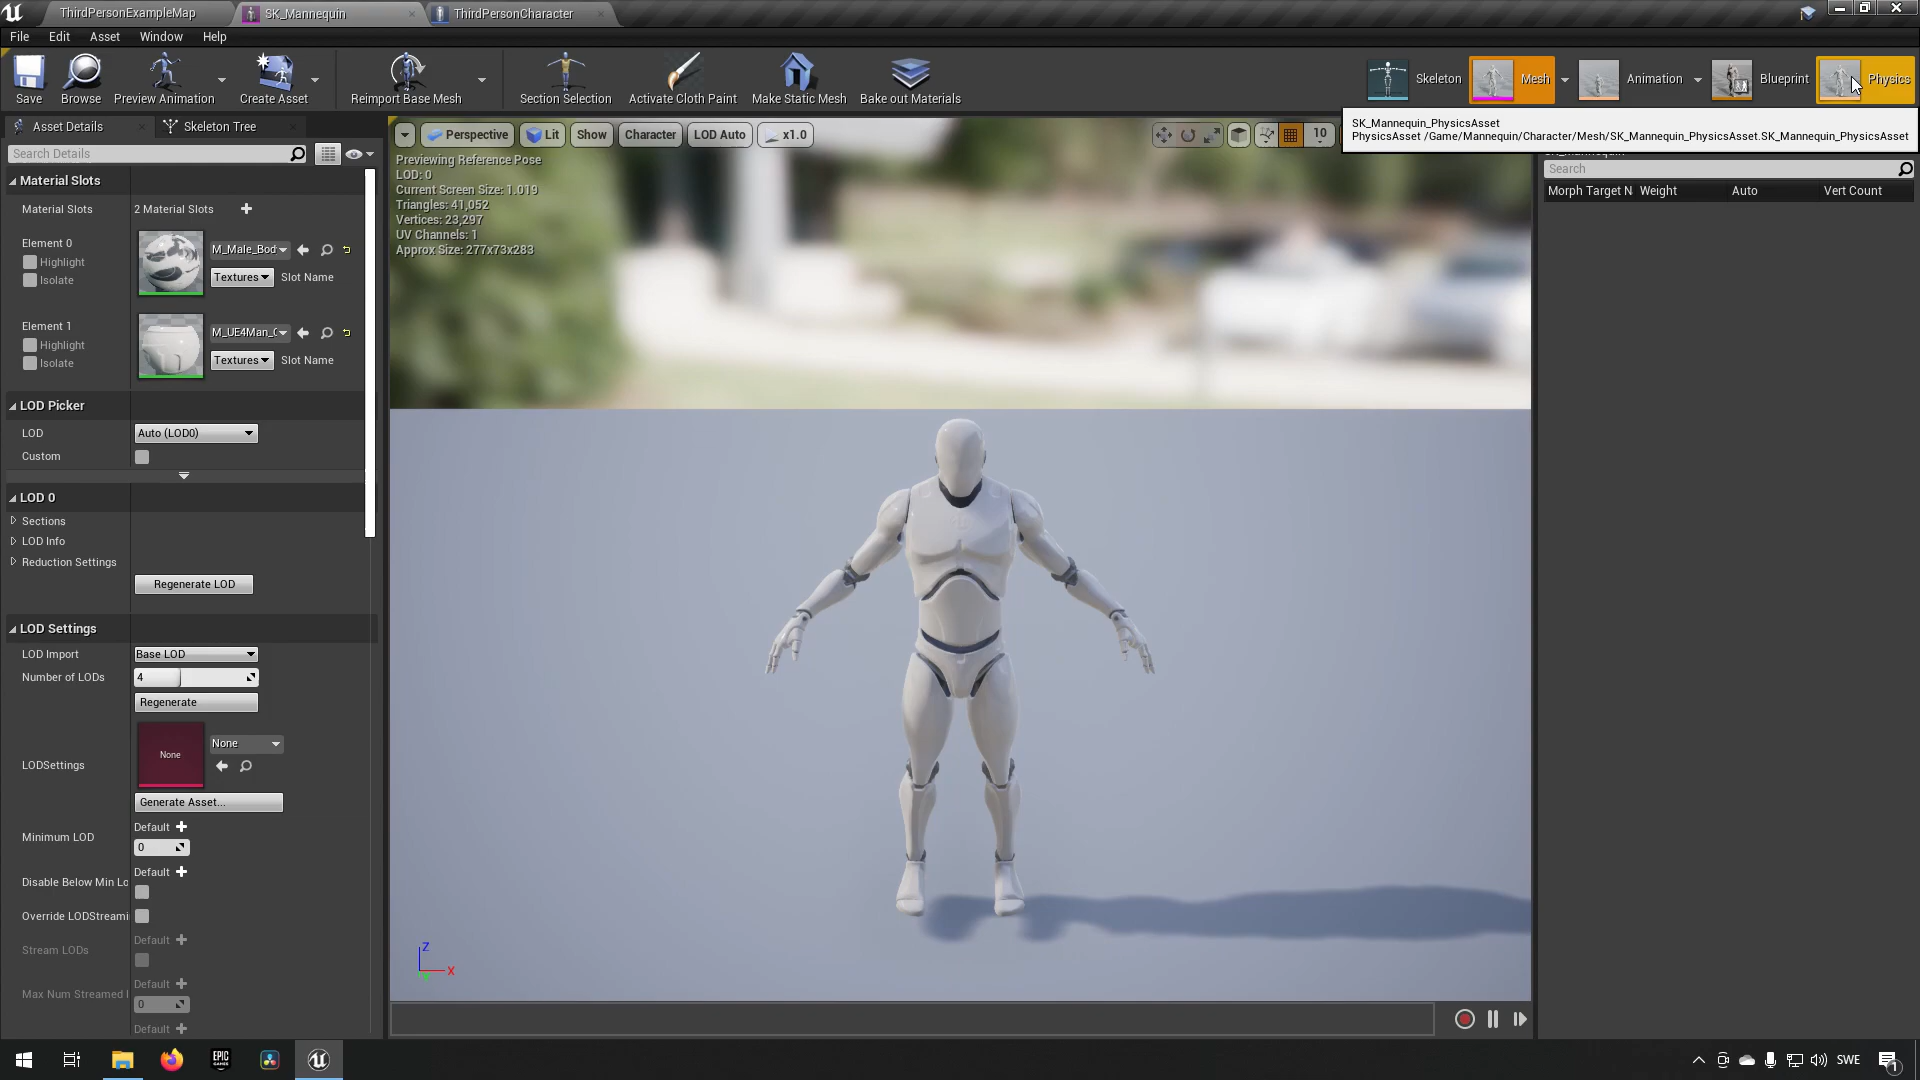 ThirdPersonExampleMap
SK_Mannequin
ThirdPersonCharacter
File Edit Asset Window Help
Save
Browse
Preview Animation
Create Asset
Reimport Base Mesh
Section Selection
Activate Cloth Paint
Make Static Mesh
Bake out Materials
Skeleton
Mesh
Animation
Blueprint
Physics
SK_Mannequin_PhysicsAsset
PhysicsAsset /Game/Mannequin/Character/Mesh/SK_Mannequin_PhysicsAsset.SK_Mannequin_PhysicsAsset
Asset Details
Skeleton Tree
Search Details
Perspective
Lit
Show
Character
LOD Auto
x1.0
10
Previewing Reference Pose
LOD: 0
Current Screen Size: 1.019
Triangles: 41,052
Vertices: 23,297
UV Channels: 1
Approx Size: 277x73x283
Search
Morph Target N Weight Auto Vert Count
Material Slots
Material Slots 2 Material Slots
Element 0
Highlight
Isolate
M_Male_Bod
Textures Slot Name
Element 1
Highlight
Isolate
M_UE4Man_C
Textures Slot Name
LOD Picker
LOD Auto (LOD0)
Custom
LOD 0
Sections
LOD Info
Reduction Settings
Regenerate LOD
LOD Settings
LOD Import Base LOD
Number of LODs 4
Regenerate
None
None
LODSettings
Generate Asset...
Default
Minimum LOD
0
Default
Disable Below Min Lo
Override LODStreami
Default
Stream LODs
Default
Max Num Streamed
0
Default
Z
X
EPIC
GAMES
SWE
1